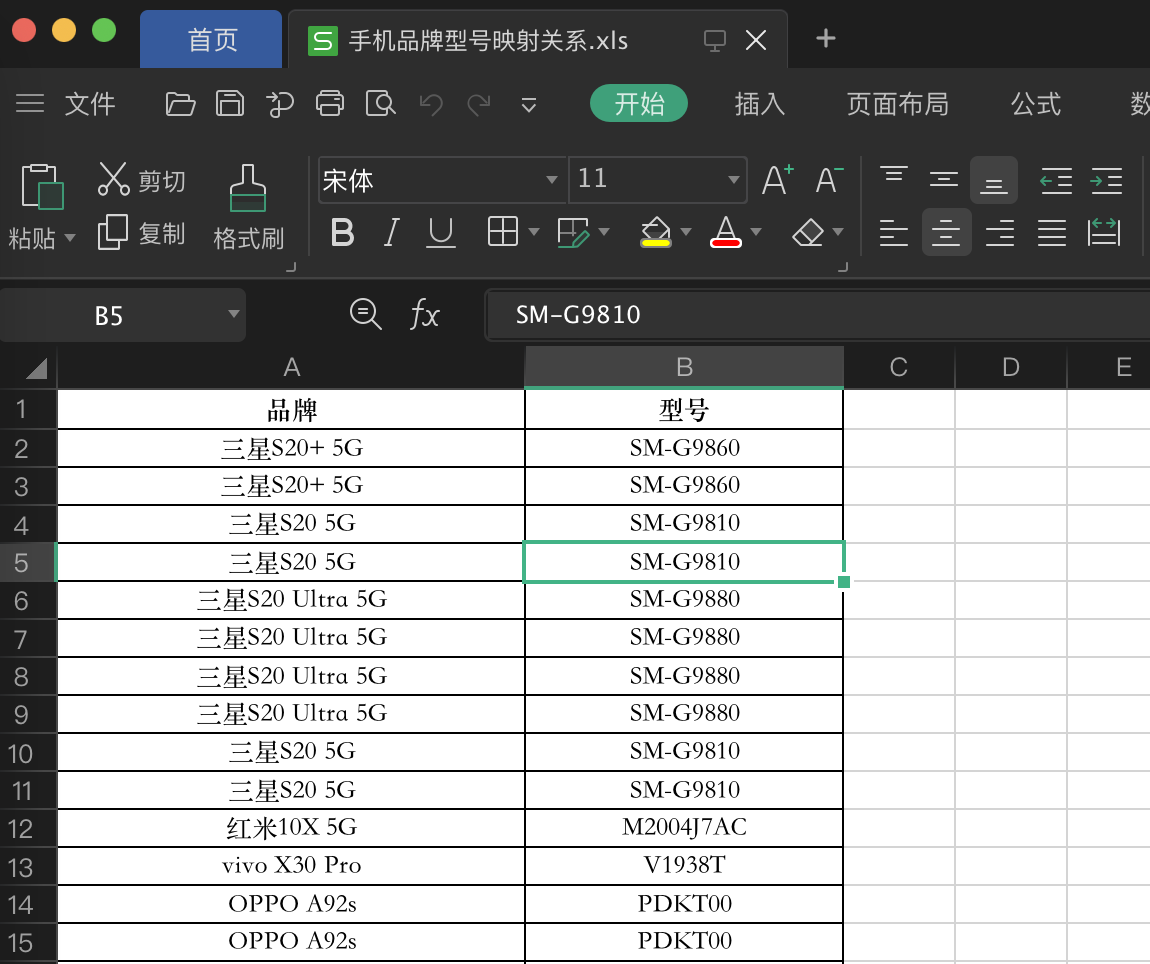 首页
手机品牌型号映射关系.xls
文件
开始
插入
页面布局
公式
数
粘贴
剪切
复制
格式刷
宋体
11
A+
A-
B I U
A
B5
fx
SM-G9810
A B C D E
1 品牌 型号
2 三星S20+ 5G SM-G9860
3 三星S20+ 5G SM-G9860
4 三星S20 5G SM-G9810
5 三星S20 5G SM-G9810
6 三星S20 Ultra 5G SM-G9880
7 三星S20 Ultra 5G SM-G9880
8 三星S20 Ultra 5G SM-G9880
9 三星S20 Ultra 5G SM-G9880
10 三星S20 5G SM-G9810
11 三星S20 5G SM-G9810
12 红米10X 5G M2004J7AC
13 vivo X30 Pro V1938T
14 OPPO A92s PDKT00
15 OPPO A92s PDKT00